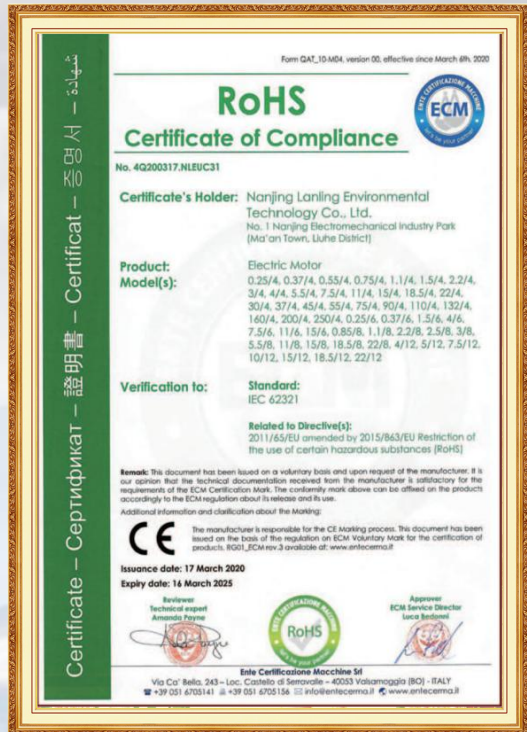 Form QAT_10-M04, version 00, effective since March 6th, 2020
RoHS
Certificate of Compliance
ENTE CERTIFICAZIONE MACCHINE
ECM
let's be your partner
No. 4Q200317.NLEUC31
Certificate's Holder: Nanjing Lanling Environmental
Technology Co., Ltd.
No. 1 Nanjing Electromechanical Industry Park
(Ma'an Town, Liuhe District)
Product: Electric Motor
Model(s): 0.25/4, 0.37/4, 0.55/4, 0.75/4, 1.1/4, 1.5/4, 2.2/4,
3/4, 4/4, 5.5/4, 7.5/4, 11/4, 15/4, 18.5/4, 22/4,
30/4, 37/4, 45/4, 55/4, 75/4, 90/4, 110/4, 132/4,
160/4, 200/4, 250/4, 0.25/6, 0.37/6, 1.5/6, 4/6,
7.5/6, 11/6, 15/6, 0.85/8, 1.1/8, 2.2/8, 2.5/8, 3/8,
5.5/8, 11/8, 15/8, 18.5/8, 22/8, 4/12, 5/12, 7.5/12,
10/12, 15/12, 18.5/12, 22/12
Verification to: Standard:
IEC 62321
Related to Directive(s):
2011/65/EU amended by 2015/863/EU Restriction of
the use of certain hazardous substances (RoHS)
Remark: This document has been issued on a voluntary basis and upon request of the manufacturer. It is
our opinion that the technical documentation received from the manufacturer is satisfactory for the
requirements of the ECM Certification Mark. The conformity mark above can be affixed on the products
accordingly to the ECM regulation about its release and its use.
Additional information and clarification about the Marking:
CE
The manufacturer is responsible for the CE Marking process. This document has been
issued on the basis of the regulation on ECM Voluntary Mark for the certification of
products. RG01_ECM rev.3 available at: www.entecerma.it
Issuance date: 17 March 2020
Expiry date: 16 March 2025
Reviewer
Technical expert
Amanda Payne
ENTE CERTIFICAZIONE MACCHINE
RoHS
let's be your partner
Approver
ECM Service Director
Luca Bedonni
Ente Certificazione Macchine Srl
Via Ca' Bella, 243 – Loc. Castello di Serravalle – 40053 Valsamoggia (BO) - ITALY
+39 051 6705141 +39 051 6705156 info@entecerma.it www.entecerma.it
Certificate – Сертификат – 證明書 – Certificat – 증명서 – شهادة